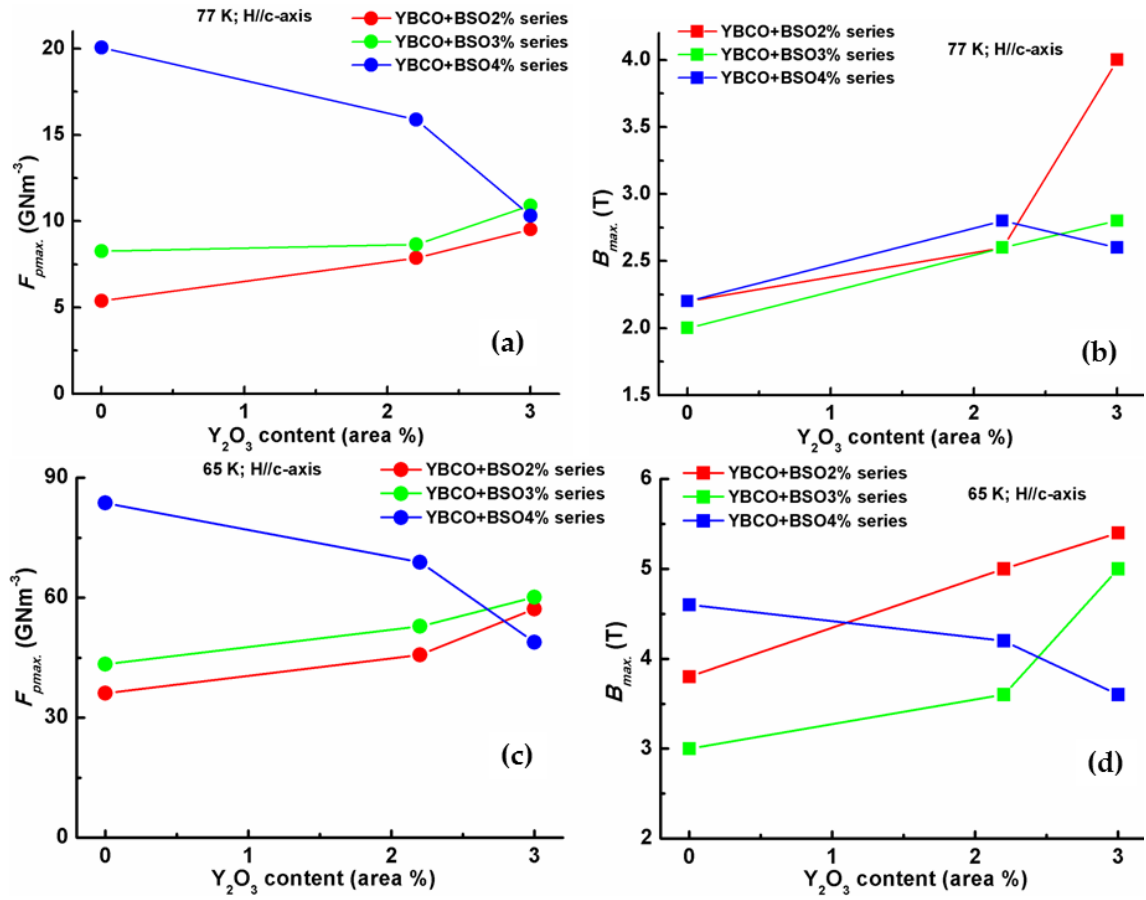 77 K; H//c-axis
YBCO+BSO2% series
YBCO+BSO3% series
YBCO+BSO4% series
20
15
10
5
0
F_pmax. (GNm⁻³)
(a)
0 1 2 3
Y₂O₃ content (area %)
YBCO+BSO2% series
YBCO+BSO3% series
YBCO+BSO4% series
77 K; H//c-axis
4.0
3.5
3.0
2.5
2.0
1.5
B_max. (T)
(b)
0 1 2 3
Y₂O₃ content (area %)
65 K; H//c-axis
YBCO+BSO2% series
YBCO+BSO3% series
YBCO+BSO4% series
90
60
30
0
F_pmax. (GNm⁻³)
(c)
0 1 2 3
Y₂O₃ content (area %)
YBCO+BSO2% series
YBCO+BSO3% series
YBCO+BSO4% series
65 K; H//c-axis
6
5
4
3
2
B_max. (T)
(d)
0 1 2 3
Y₂O₃ content (area %)